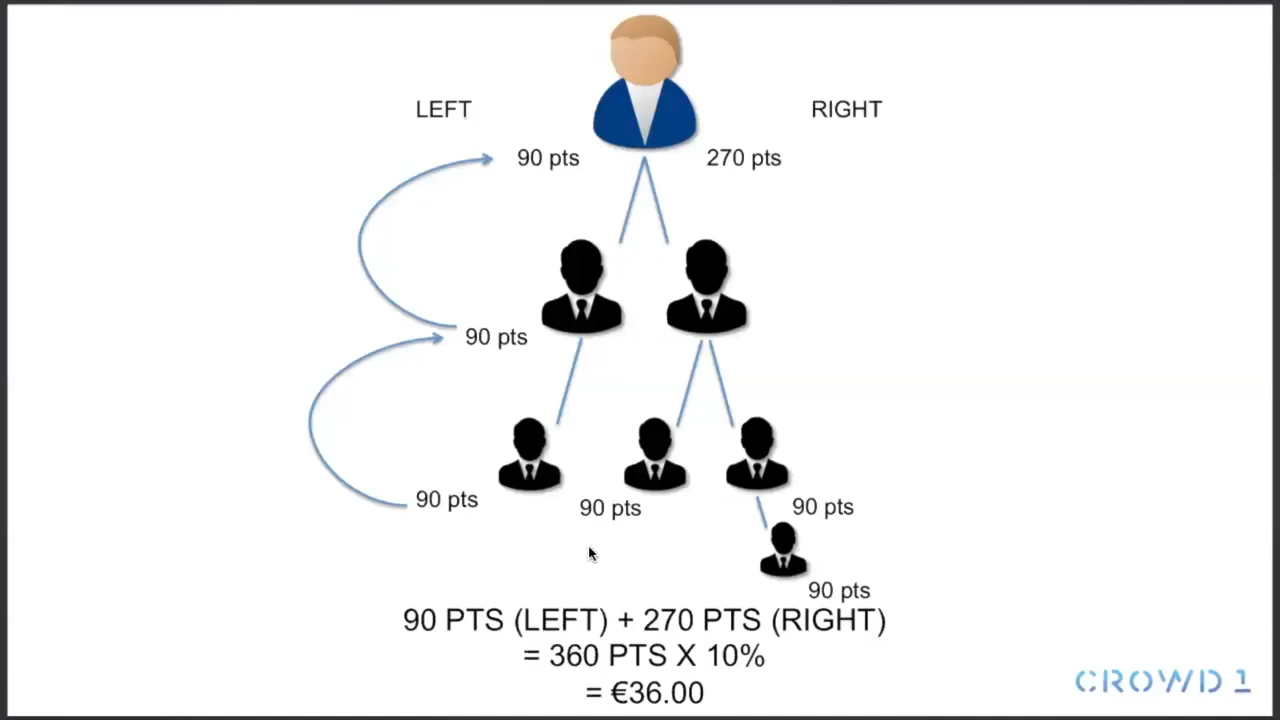 LEFT
RIGHT
90 pts
270 pts
90 pts
90 pts
90 pts
90 pts
90 pts
90 PTS (LEFT) + 270 PTS (RIGHT)
= 360 PTS X 10%
= €36.00
CROWD 1